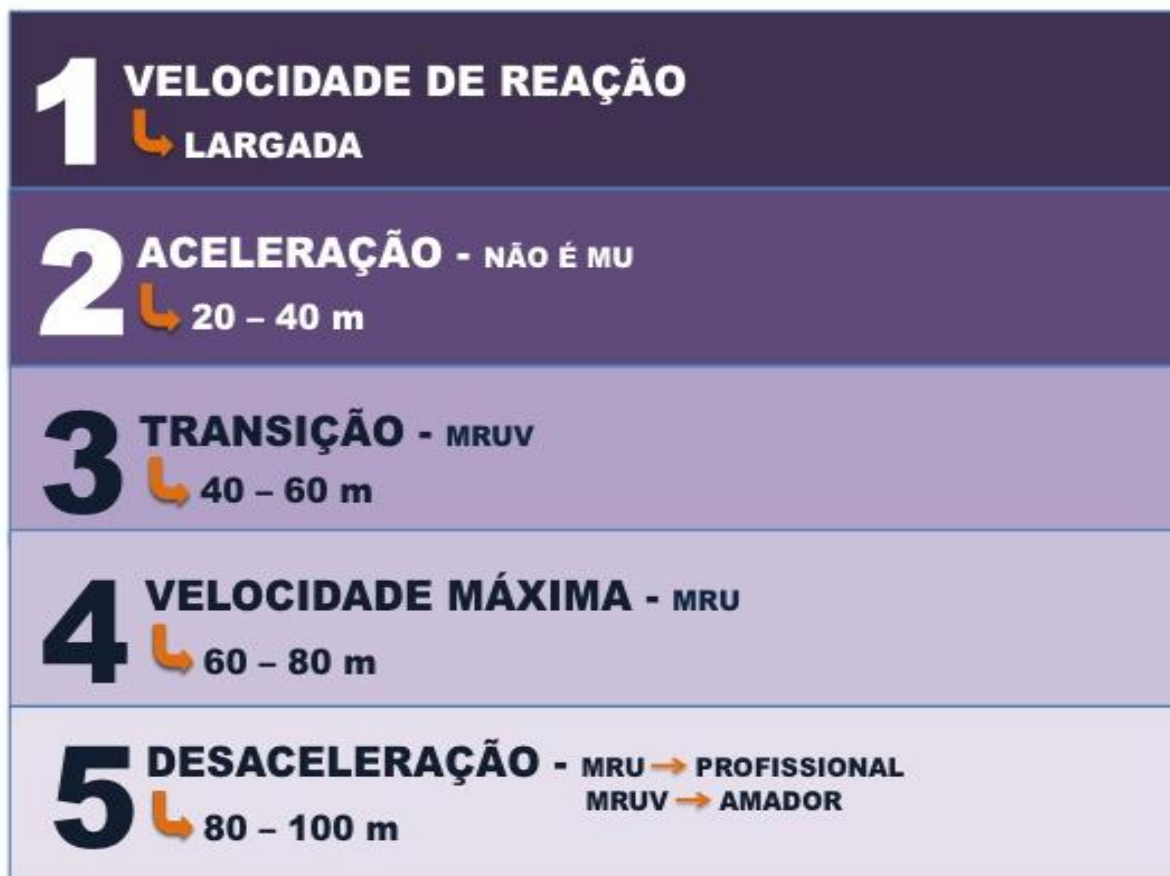 1 VELOCIDADE DE REAÇÃO
LARGADA
2 ACELERAÇÃO - NÃO É MU
20 – 40 m
3 TRANSIÇÃO - MRUV
40 – 60 m
4 VELOCIDADE MÁXIMA - MRU
60 – 80 m
5 DESACELERAÇÃO - MRU → PROFISSIONAL
MRUV → AMADOR
80 – 100 m